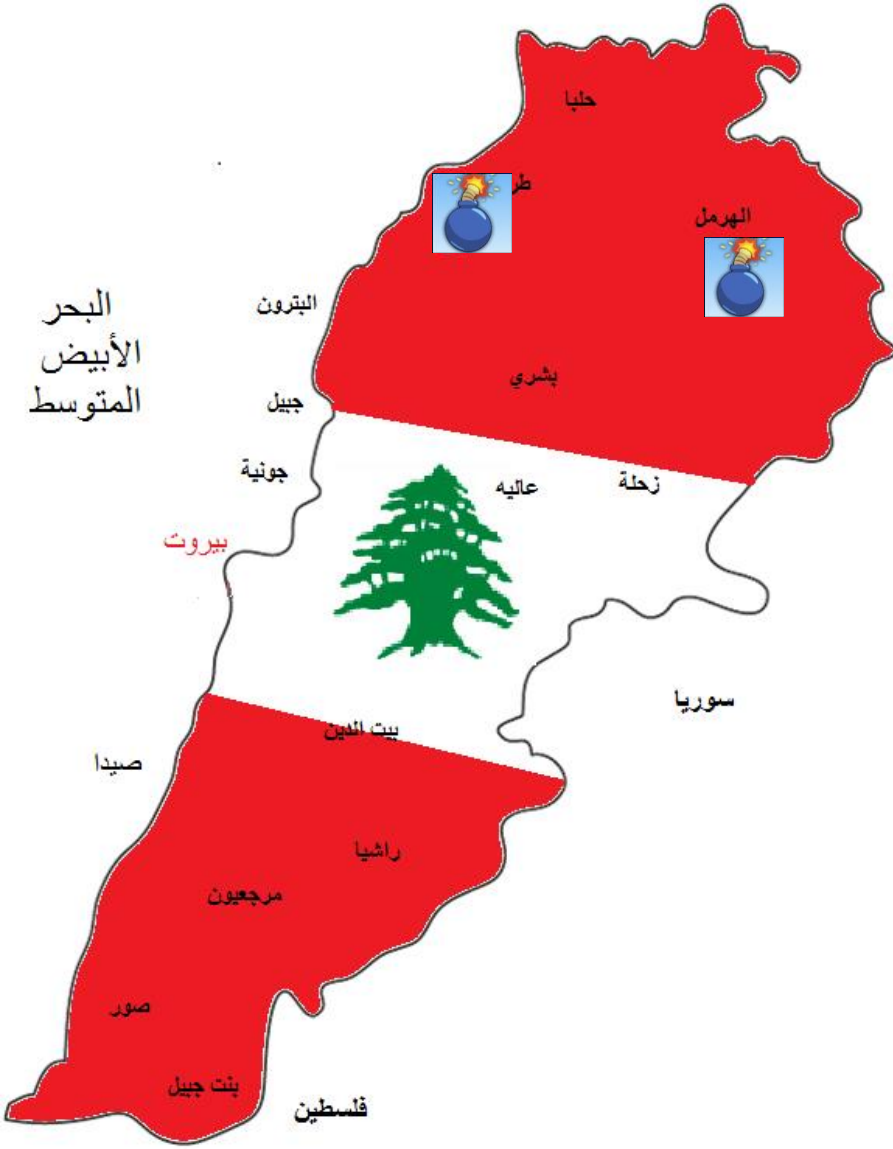 حلبا
طر
الهرمل
البترون
البحر
الأبيض
المتوسط
بشري
جبيل
جونية
عاليه
زحلة
بيروت
سوريا
بيت الدين
صيدا
راشيا
مرجعيون
صور
بنت جبيل
فلسطين